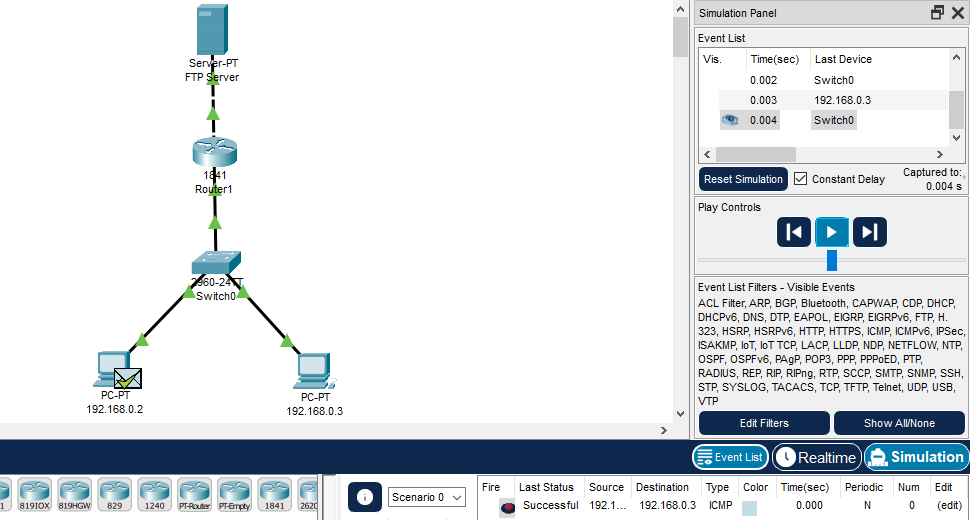 Simulation Panel
Event List
Vis. Time(sec) Last Device
0.002 Switch0
0.003 192.168.0.3
0.004 Switch0
Reset Simulation Constant Delay Captured to:
0.004 s
Play Controls
Event List Filters - Visible Events
ACL Filter, ARP, BGP, Bluetooth, CAPWAP, CDP, DHCP,
DHCPv6, DNS, DTP, EAPOL, EIGRP, EIGRPv6, FTP, H.
323, HSRP, HSRPv6, HTTP, HTTPS, ICMP, ICMPv6, IPSec,
ISAKMP, IoT, IoT TCP, LACP, LLDP, NDP, NETFLOW, NTP,
OSPF, OSPFv6, PAgP, POP3, PPP, PPPoED, PTP,
RADIUS, REP, RIP, RIPng, RTP, SCCP, SMTP, SNMP, SSH,
STP, SYSLOG, TACACS, TCP, TFTP, Telnet, UDP, USB,
VTP
Edit Filters Show All/None
Event List Realtime Simulation
Server-PT
FTP Server
1841
Router1
2960-24TT
Switch0
PC-PT
192.168.0.2
PC-PT
192.168.0.3
1 819IOX 819HGW 829 1240 PT-Router PT-Empty 1841 2620
Scenario 0
Fire Last Status Source Destination Type Color Time(sec) Periodic Num Edit
Successful 192.1... 192.168.0.3 ICMP 0.000 N 0 (edit)